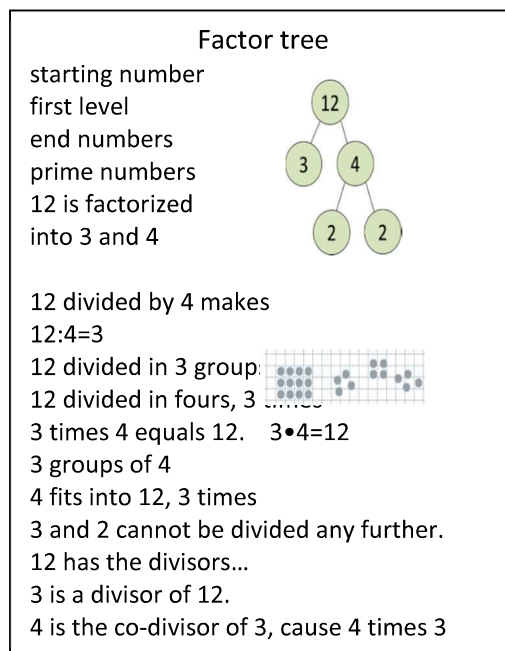 Factor tree
starting number
first level
end numbers
prime numbers
12 is factorized
into 3 and 4
12
3 4
2 2
12 divided by 4 makes
12:4=3
12 divided in 3 group
12 divided in fours, 3 times
3 times 4 equals 12. 3•4=12
3 groups of 4
4 fits into 12, 3 times
3 and 2 cannot be divided any further.
12 has the divisors...
3 is a divisor of 12.
4 is the co-divisor of 3, cause 4 times 3